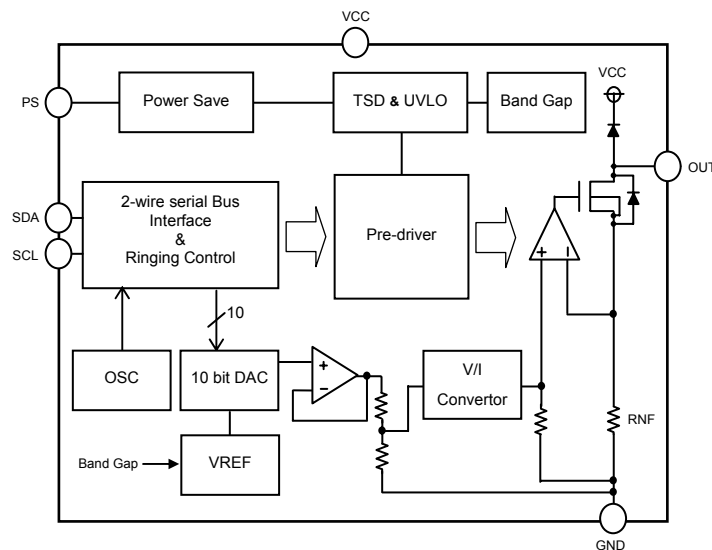 VCC
VCC
PS
Power Save
TSD & UVLO
Band Gap
OUT
SDA
SCL
2-wire serial Bus
Interface
&
Ringing Control
Pre-driver
+ −
10
OSC
10 bit DAC
+
−
V/I
Convertor
RNF
Band Gap
VREF
GND